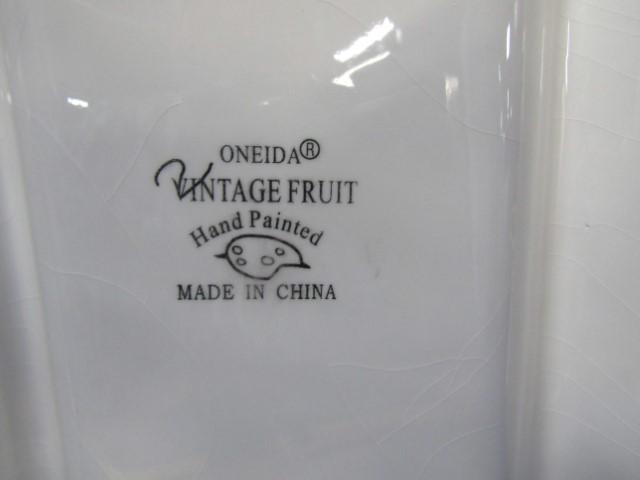 ONEIDA®
VINTAGE FRUIT
Hand Painted
MADE IN CHINA